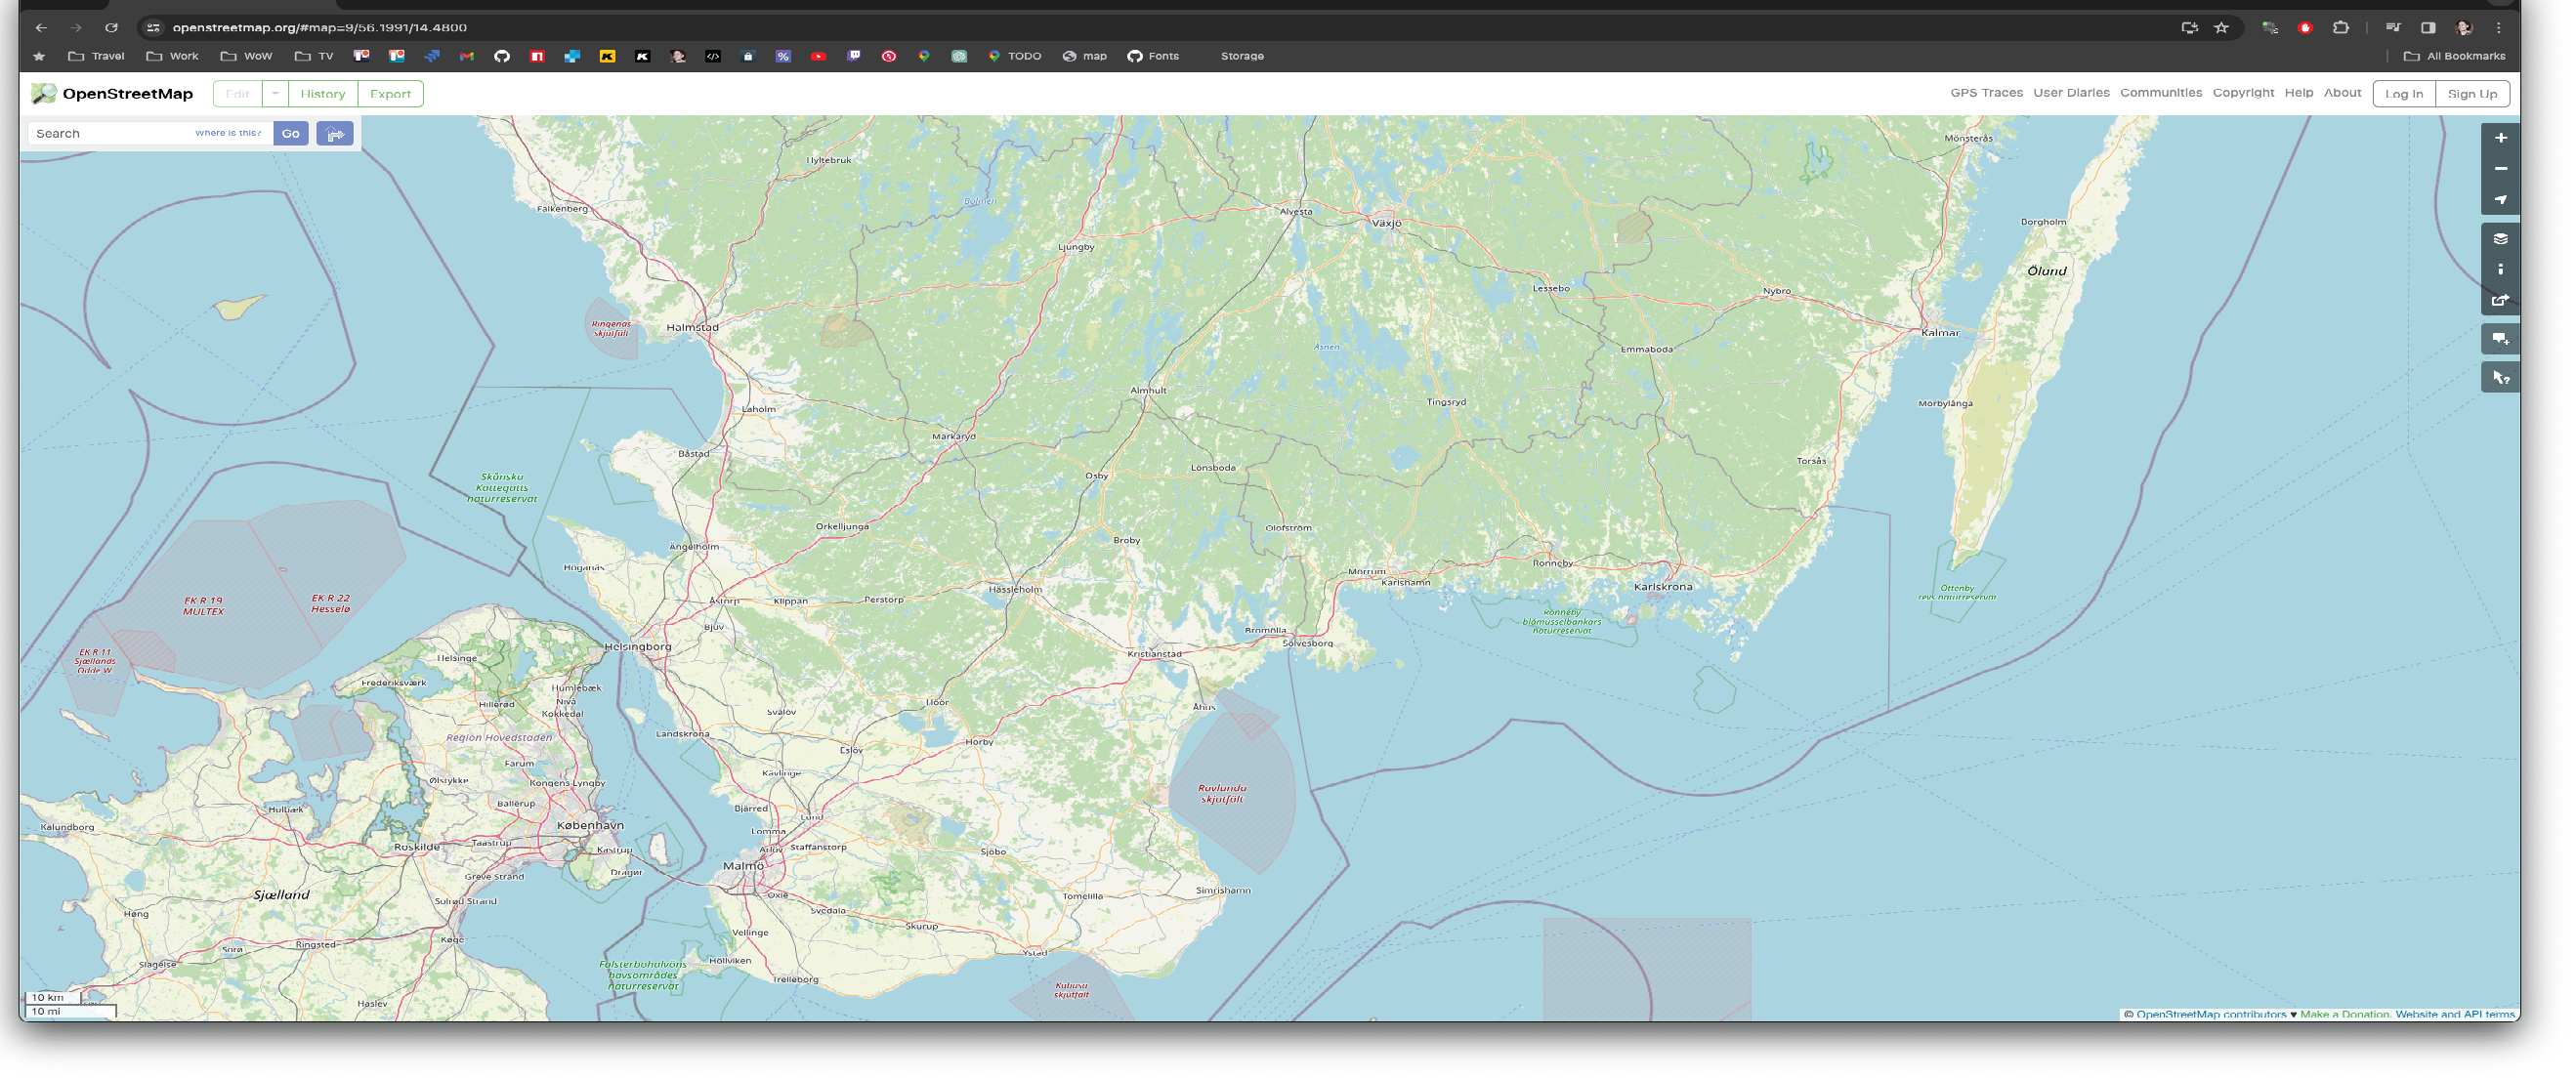 openstreetmap.org/#map=9/56.1991/14.4800
Travel Work WoW TV TODO map Fonts Storage All Bookmarks
OpenStreetMap Edit History Export GPS Traces User Diaries Communities Copyright Help About Log In Sign Up
Search Where is this? Go
Mönsterås
Hyltebruk
Bolmen
Falkenberg
Alvesta
Växjö
Borgholm
Ljungby
Öland
Lessebo
Nybro
Ringenäs
skjutfält
Halmstad
Kalmar
Åsnen
Emmaboda
Älmhult
Laholm
Tingsryd
Mörbylånga
Markaryd
Båstad
Torsås
Lönsboda
Osby
Skånska
Kattegatts
naturreservat
Örkelljunga
Olofström
Broby
Ängelholm
Höganäs
Ronneby
Mörrum
Karlshamn
Karlskrona
Hässleholm
Ottenby
revs naturreservat
EK R 19
MULTEX
EK R 22
Hesselø
Åstorp
Klippan
Perstorp
Ronneby
blåmusselbankars
naturreservat
Bjuv
Bromölla
Sölvesborg
Helsingborg
Kristianstad
EK R 11
Sjællands
Odde W
Helsinge
Frederiksværk
Humlebæk
Hillerød
Nivå
Kokkedal
Höör
Åhus
Svalöv
Landskrona
Region Hovedstaden
Hörby
Eslöv
Farum
Kävlinge
Ølstykke
Kongens Lyngby
Ravlunda
skjutfält
Ballerup
Holbæk
Bjärred
Lund
Kalundborg
København
Lomma
Roskilde
Taastrup
Kastrup
Arlöv
Staffanstorp
Sjöbo
Malmö
Dragør
Greve Strand
Simrishamn
Sjælland
Solrød Strand
Oxie
Tomelilla
Høng
Svedala
Skurup
Vellinge
Køge
Ringsted
Sorø
Ystad
Slagelse
Höllviken
Falsterbohalvöns
havsområdes
naturreservat
Trelleborg
Kabusa
skjutfält
Haslev
10 km
10 mi
© OpenStreetMap contributors ♥ Make a Donation. Website and API terms